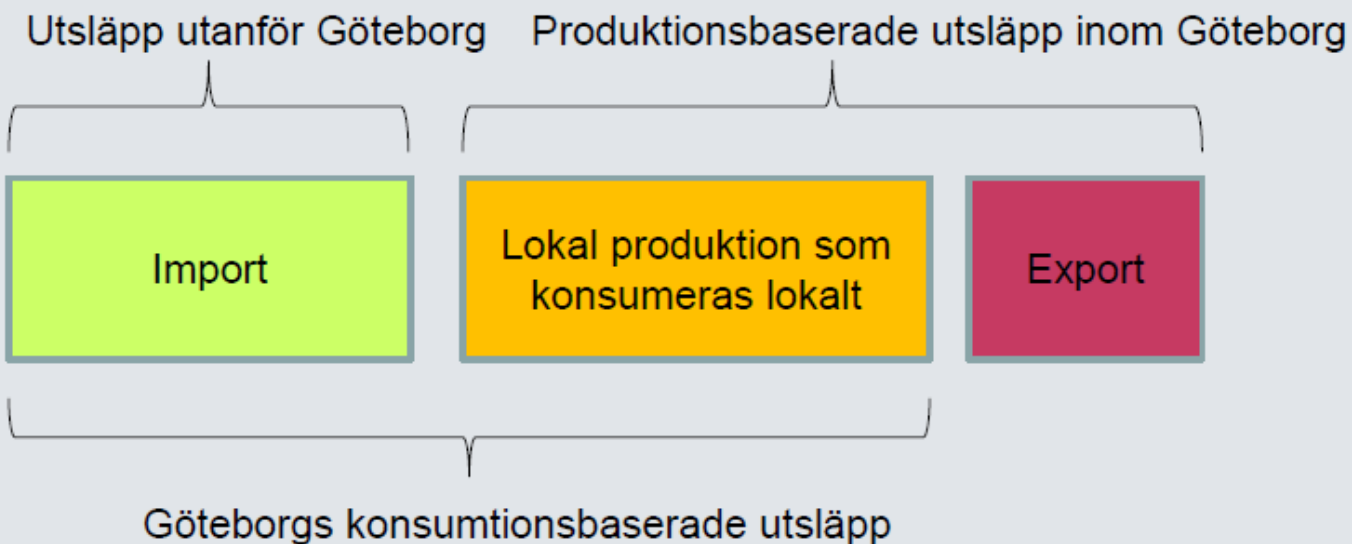 Utsläpp utanför Göteborg
Produktionsbaserade utsläpp inom Göteborg
Import
Lokal produktion som
konsumeras lokalt
Export
Göteborgs konsumtionsbaserade utsläpp